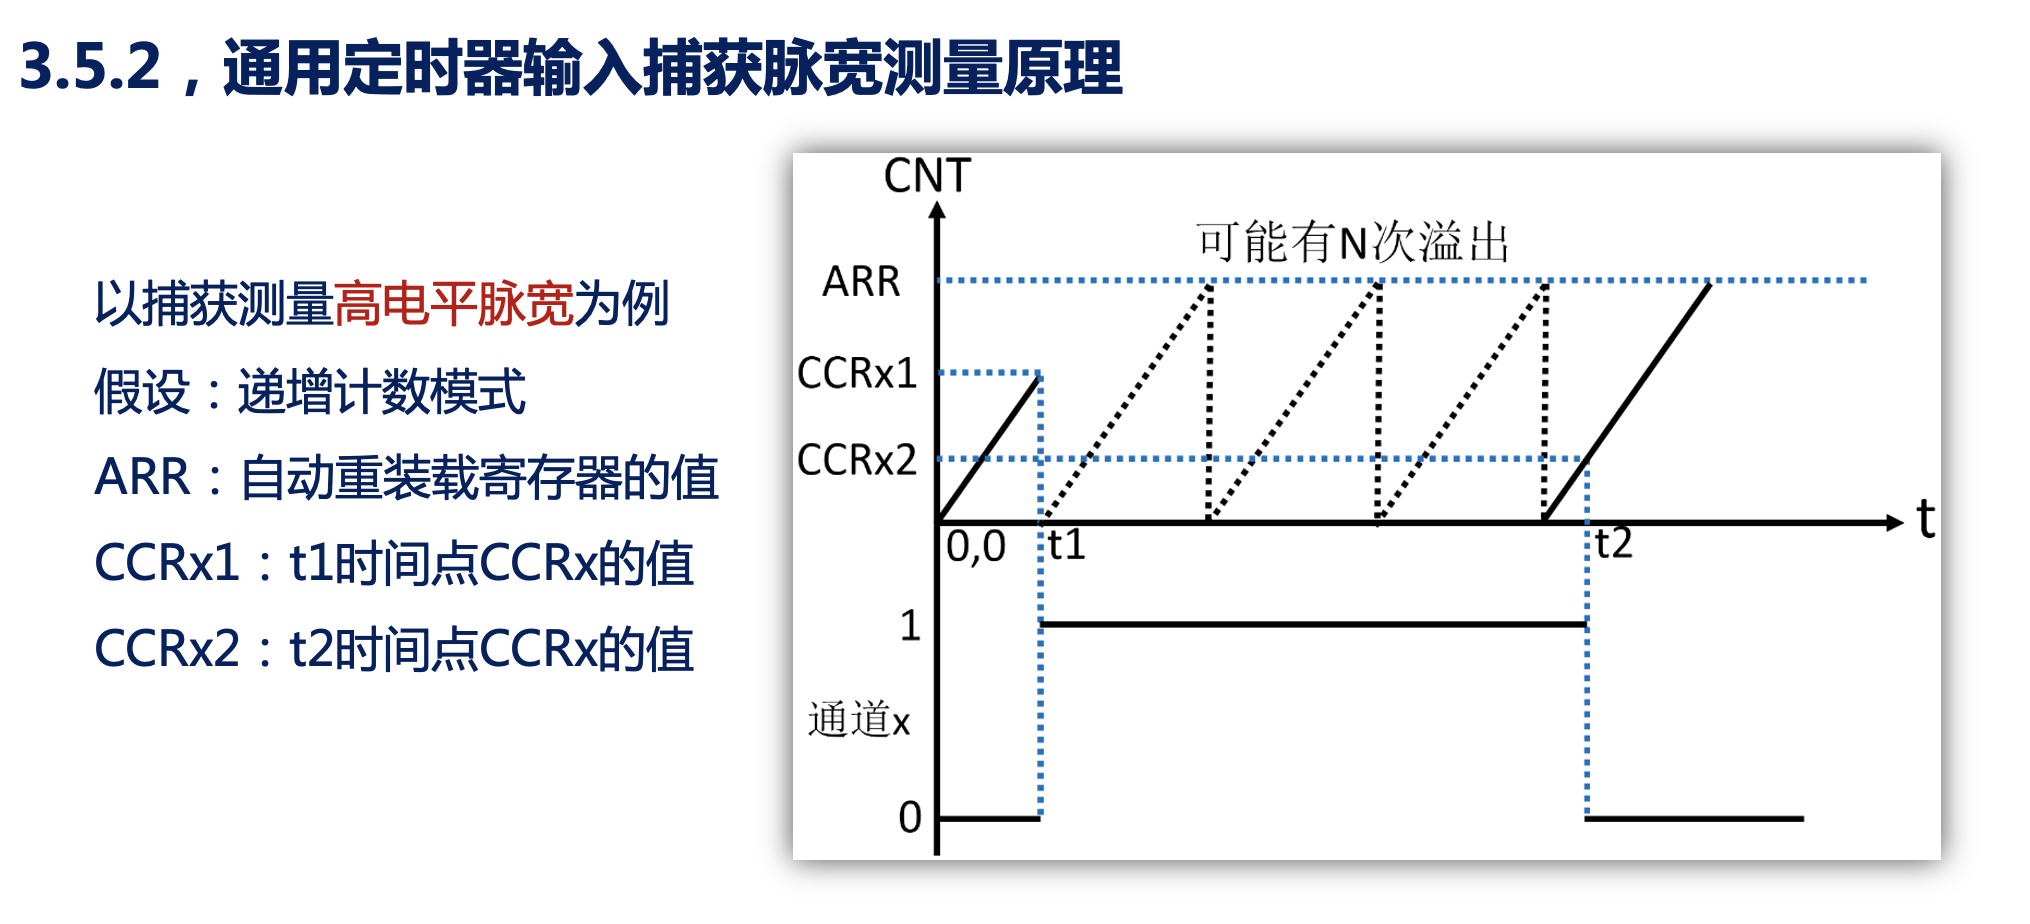 3.5.2，通用定时器输入捕获脉宽测量原理
以捕获测量高电平脉宽为例
假设：递增计数模式
ARR：自动重装载寄存器的值
CCRx1：t1时间点CCRx的值
CCRx2：t2时间点CCRx的值
CNT
可能有N次溢出
ARR
CCRx1
CCRx2
t
0,0
t1
t2
1
通道x
0